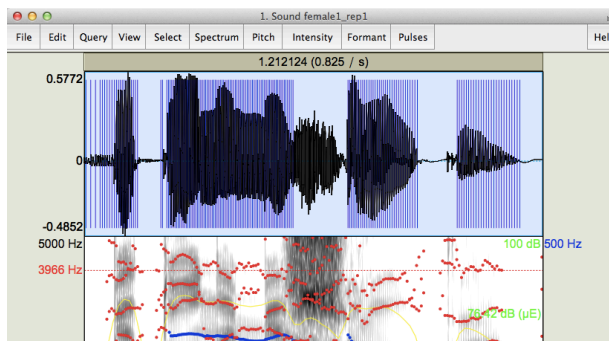 1. Sound female1_rep1
File Edit Query View Select Spectrum Pitch Intensity Formant Pulses Hel
1.212124 (0.825 / s)
0.5772
0
-0.4852
5000 Hz 100 dB 500 Hz
3966 Hz
76.42 dB (µE)